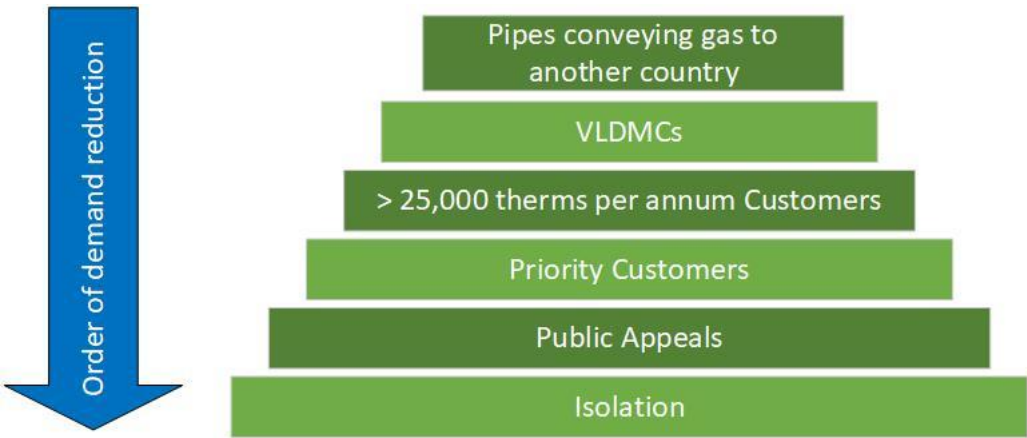 Order of demand reduction
Pipes conveying gas to
another country
VLDMCs
> 25,000 therms per annum Customers
Priority Customers
Public Appeals
Isolation